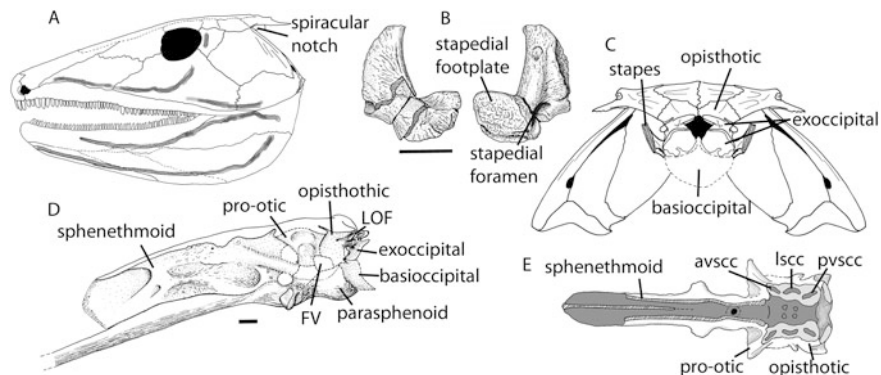 A
spiracular
notch
B
stapedial
footplate
stapedial
foramen
C
opisthotic
stapes
exoccipital
basioccipital
D
sphenethmoid
pro-otic
opisthothic
LOF
exoccipital
basioccipital
FV
parasphenoid
E
sphenethmoid
avscc
lscc
pvscc
pro-otic
opisthotic